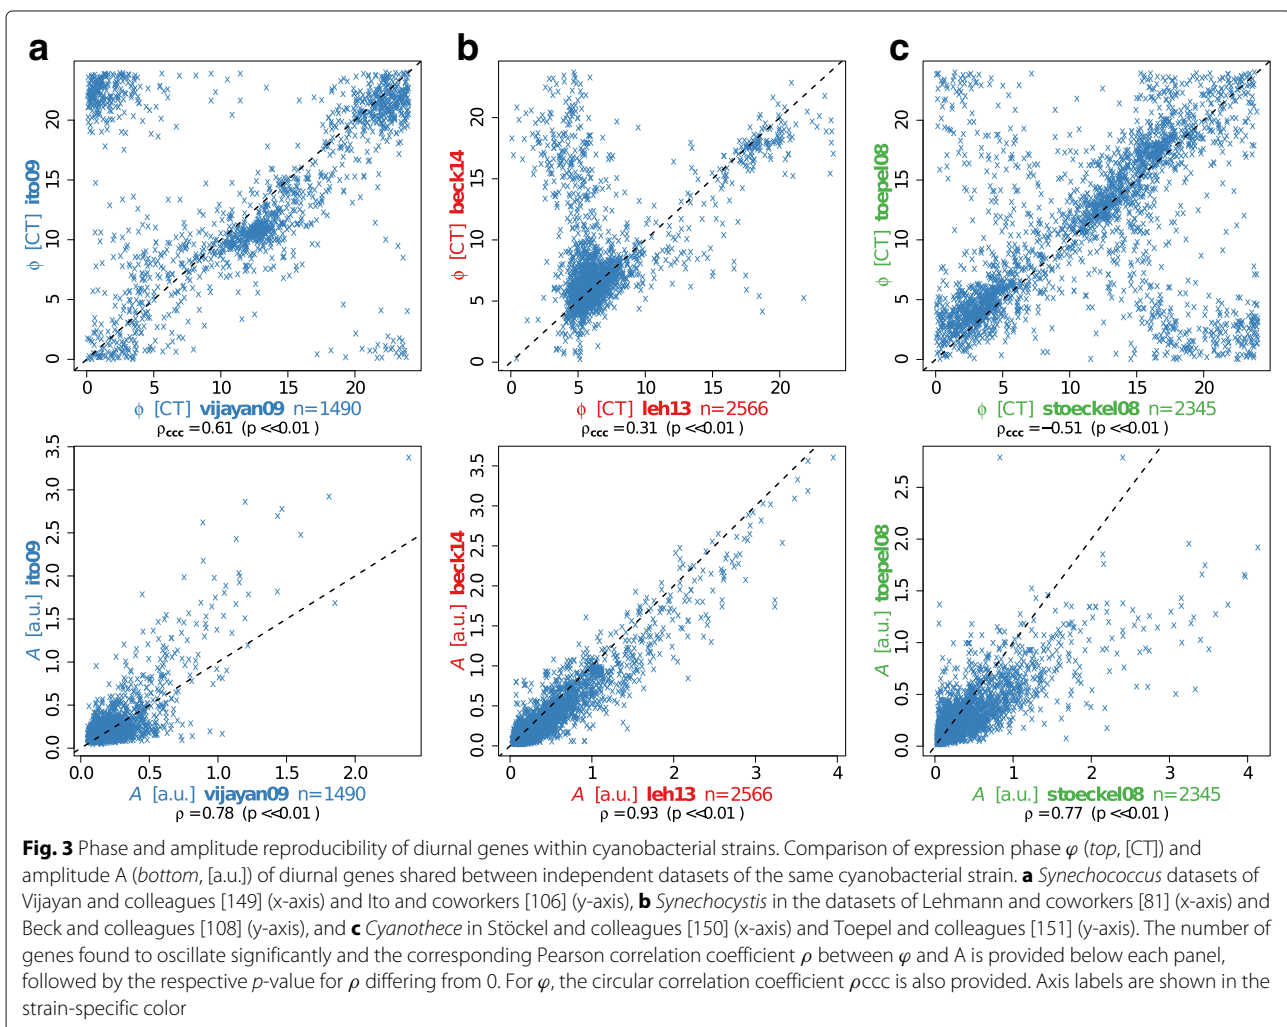 a
b
c
20
15
10
5
0
ϕ [CT] ito09
0 5 10 15 20
ϕ [CT] vijayan09 n=1490
ρccc = 0.61 (p <<0.01 )
20
15
10
5
0
ϕ [CT] beck14
0 5 10 15 20
ϕ [CT] leh13 n=2566
ρccc = 0.31 (p <<0.01 )
20
15
10
5
0
ϕ [CT] toepel08
0 5 10 15 20
ϕ [CT] stoeckel08 n=2345
ρccc =−0.51 (p <<0.01 )
3.5
3.0
2.5
2.0
1.5
1.0
0.5
0.0
A [a.u.] ito09
0.0 0.5 1.0 1.5 2.0
A [a.u.] vijayan09 n=1490
ρ =0.78 (p <<0.01 )
3.5
3.0
2.5
2.0
1.5
1.0
0.5
0.0
A [a.u.] beck14
0 1 2 3 4
A [a.u.] leh13 n=2566
ρ =0.93 (p <<0.01 )
2.5
2.0
1.5
1.0
0.5
0.0
A [a.u.] toepel08
0 1 2 3 4
A [a.u.] stoeckel08 n=2345
ρ =0.77 (p <<0.01 )
Fig. 3 Phase and amplitude reproducibility of diurnal genes within cyanobacterial strains. Comparison of expression phase φ (top, [CT]) and
amplitude A (bottom, [a.u.]) of diurnal genes shared between independent datasets of the same cyanobacterial strain. a Synechococcus datasets of
Vijayan and colleagues [149] (x-axis) and Ito and coworkers [106] (y-axis), b Synechocystis in the datasets of Lehmann and coworkers [81] (x-axis) and
Beck and colleagues [108] (y-axis), and c Cyanothece in Stöckel and colleagues [150] (x-axis) and Toepel and colleagues [151] (y-axis). The number of
genes found to oscillate significantly and the corresponding Pearson correlation coefficient ρ between φ and A is provided below each panel,
followed by the respective p-value for ρ differing from 0. For φ, the circular correlation coefficient ρccc is also provided. Axis labels are shown in the
strain-specific color